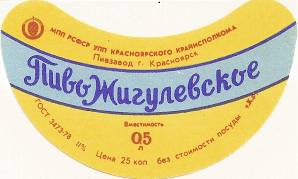 МПП РСФСР УПП КРАСНОЯРСКОГО КРАЙИСПОЛКОМА
Пивзавод г. Красноярск
Пиво Жигулевское
Вместимость
0,5
л
ГОСТ 3473-78 11% Цена 25 коп. без стоимости посуды